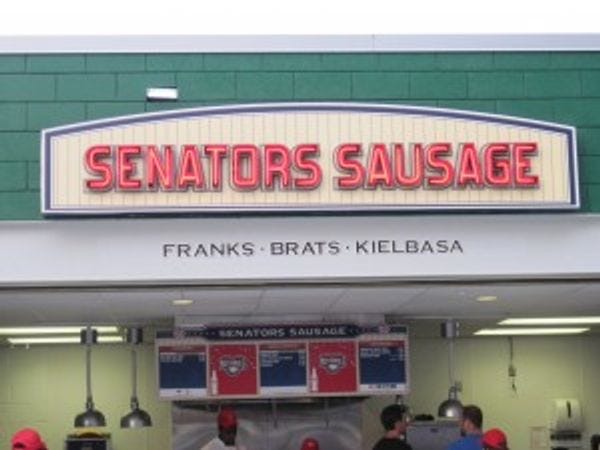 SENATORS SAUSAGE
FRANKS · BRATS · KIELBASA
SENATORS SAUSAGE